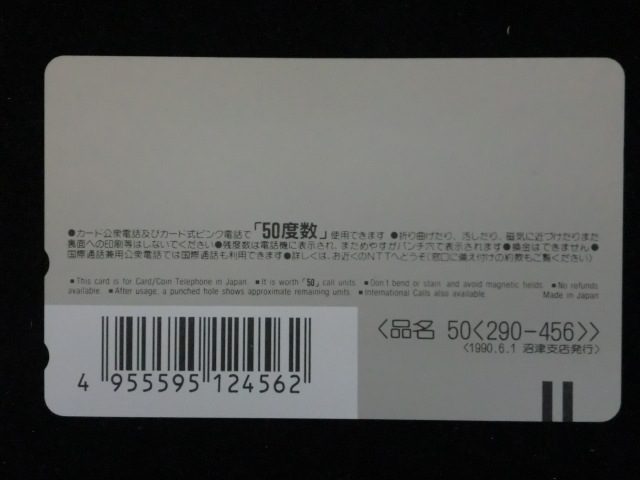 ●カード公衆電話及びカード式ピンク電話で「50度数」使用できます ●折り曲げたり、汚したり、磁気に近づけたりまた
裏面への印刷等はしないでください●残度数は電話機に表示され、まためやすがパンチ穴で表示されます●換金はできません●
国際通話兼用公衆電話では国際通話も利用できます●詳しくは、お近くのNTTへどうぞ(窓口に備え付けの約款もご覧ください)
■ This card is for Card/Coin Telephone in Japan. ■ It is worth「50」call units. ■ Don't bend or stain and avoid magnetic fields. ■ No refunds
available. ■ After usage, a punched hole shows approximate remaining units. ■ International Calls also available. Made in Japan
〈品名 50〈290-456〉〉
〈1990.6.1 沼津支店発行〉
4 955595 124562